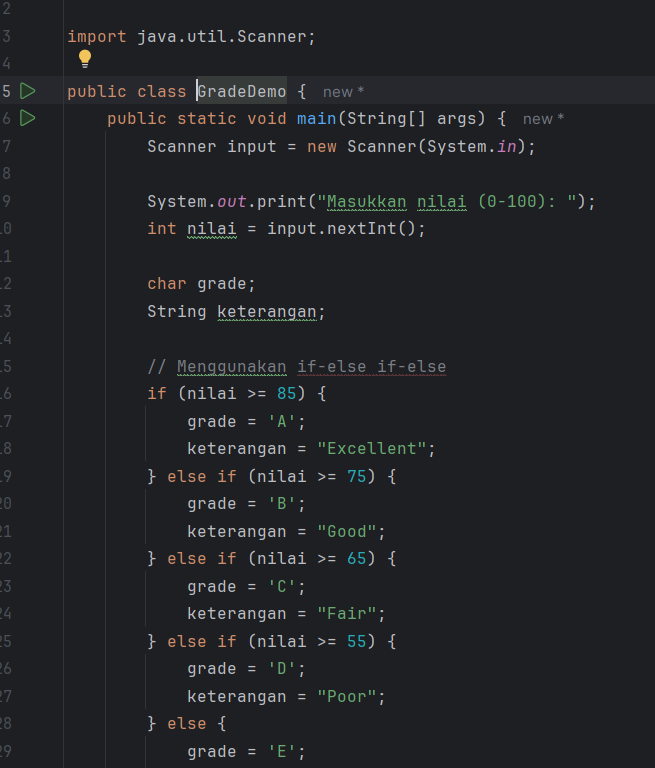 2
3 import java.util.Scanner;
4
5 public class GradeDemo { new *
6 public static void main(String[] args) { new *
7 Scanner input = new Scanner(System.in);
8
9 System.out.print("Masukkan nilai (0-100): ");
10 int nilai = input.nextInt();
11
12 char grade;
13 String keterangan;
14
15 // Menggunakan if-else if-else
16 if (nilai >= 85) {
17 grade = 'A';
18 keterangan = "Excellent";
19 } else if (nilai >= 75) {
20 grade = 'B';
21 keterangan = "Good";
22 } else if (nilai >= 65) {
23 grade = 'C';
24 keterangan = "Fair";
25 } else if (nilai >= 55) {
26 grade = 'D';
27 keterangan = "Poor";
28 } else {
29 grade = 'E';